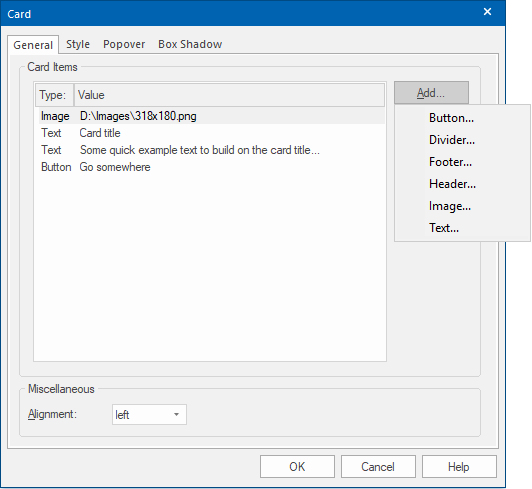 Card
General Style Popover Box Shadow
Card Items
Type: Value
Image D:\Images\318x180.png
Text Card title
Text Some quick example text to build on the card title...
Button Go somewhere
Add...
Button...
Divider...
Footer...
Header...
Image...
Text...
Miscellaneous
Alignment: left
OK Cancel Help